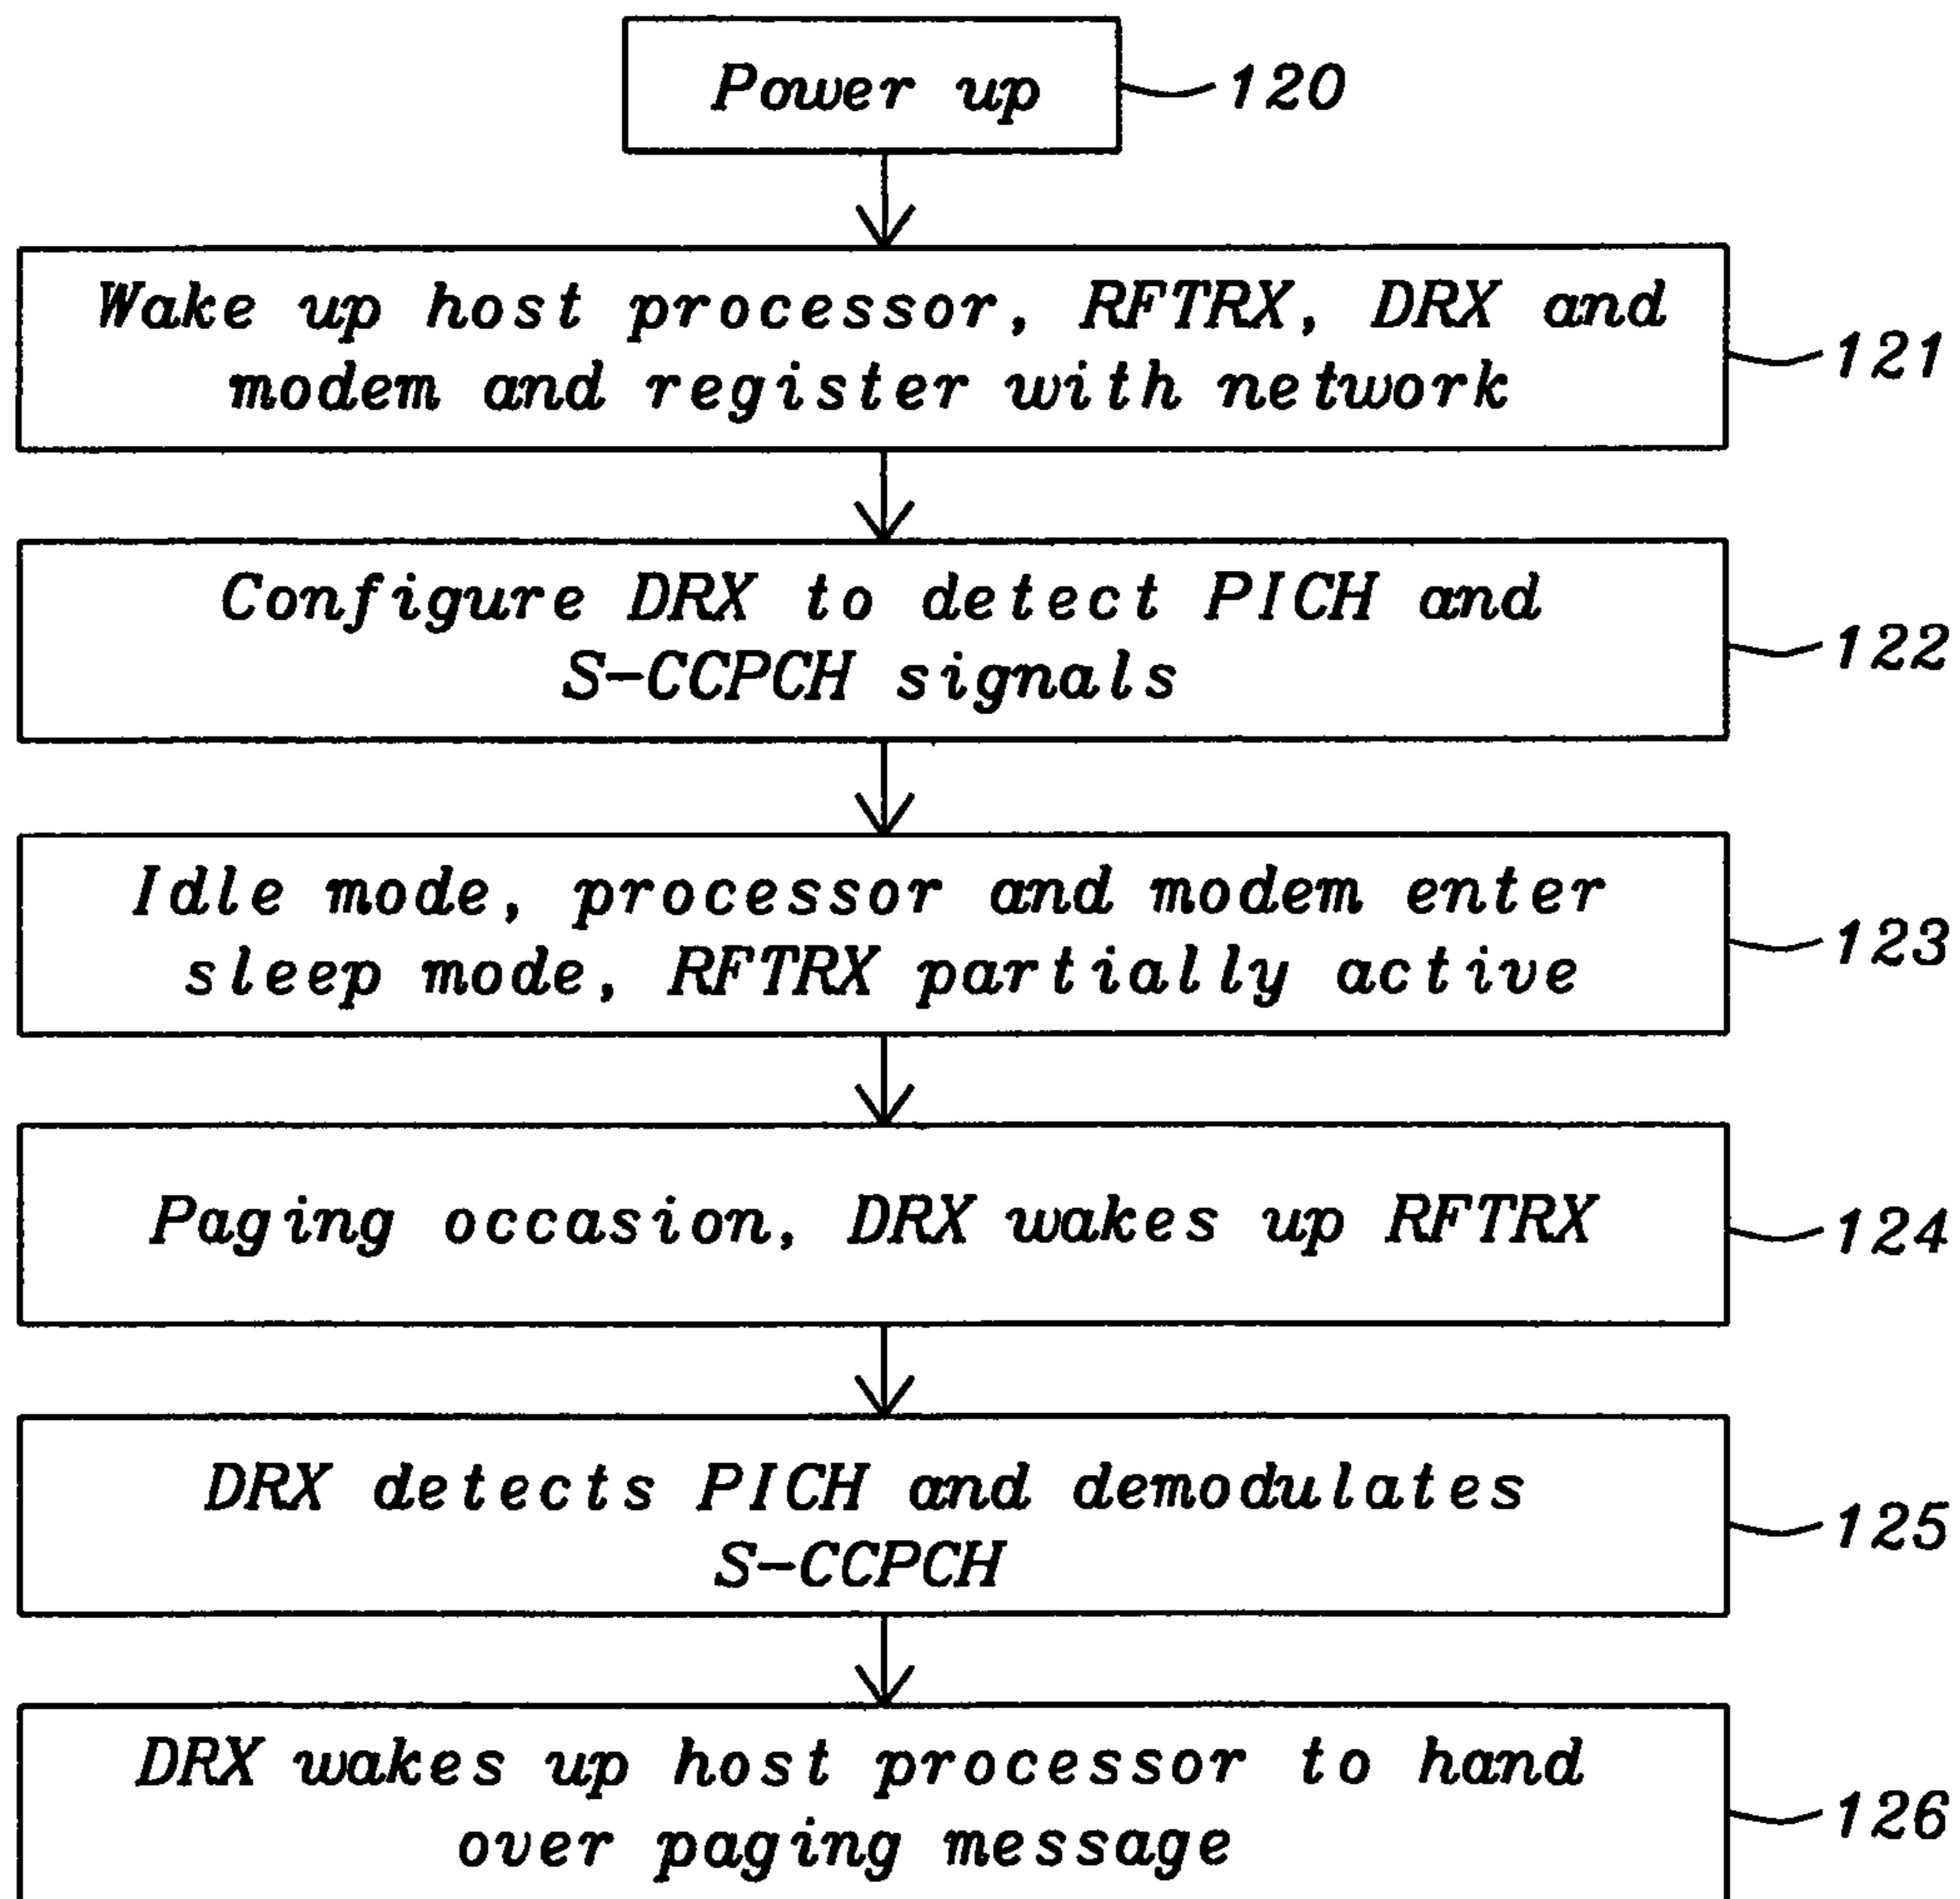 Power up
120
Wake up host processor, RFTRX, DRX and
modem and register with network
121
Configure DRX to detect PICH and
S-CCPCH signals
122
Idle mode, processor and modem enter
sleep mode, RFTRX partially active
123
Paging occasion, DRX wakes up RFTRX
124
DRX detects PICH and demodulates
S-CCPCH
125
DRX wakes up host processor to hand
over paging message
126